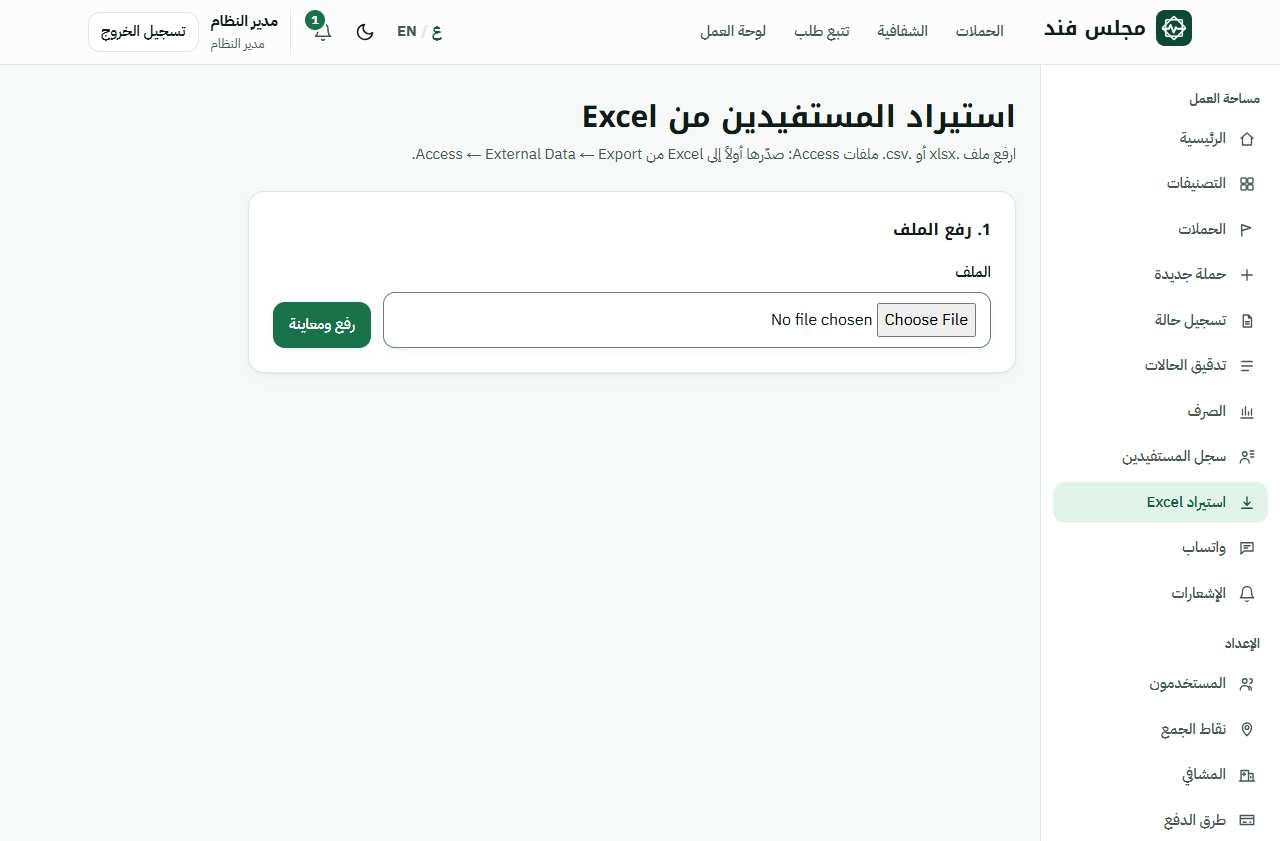 مجلس فند
الحملات
الشفافية
تتبع طلب
لوحة العمل
ع / EN
1
مدير النظام
مدير النظام
تسجيل الخروج
مساحة العمل
الرئيسية
التصنيفات
الحملات
حملة جديدة
تسجيل حالة
تدقيق الحالات
الصرف
سجل المستفيدين
استيراد Excel
واتساب
الإشعارات
الإعداد
المستخدمون
نقاط الجمع
المشافي
طرق الدفع
استيراد المستفيدين من Excel
ارفع ملف .xlsx أو .csv. ملفات Access: صدّرها أولاً إلى Excel من Access ← External Data ← Export.
1. رفع الملف
الملف
Choose File No file chosen
رفع ومعاينة